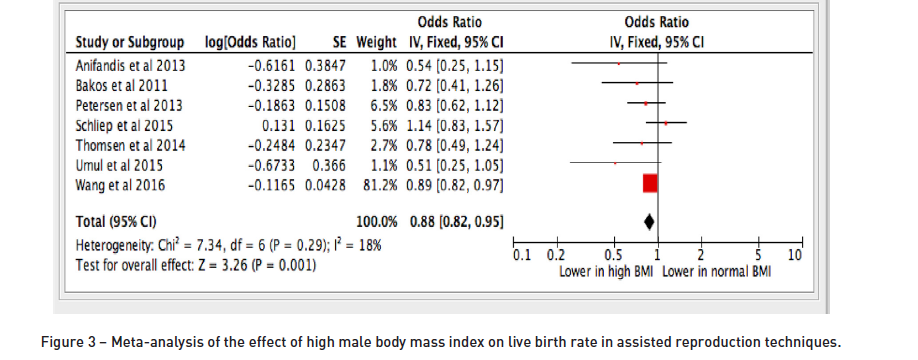 Odds Ratio Odds Ratio
Study or Subgroup log[Odds Ratio] SE Weight IV, Fixed, 95% CI IV, Fixed, 95% CI
Anifandis et al 2013 -0.6161 0.3847 1.0% 0.54 [0.25, 1.15]
Bakos et al 2011 -0.3285 0.2863 1.8% 0.72 [0.41, 1.26]
Petersen et al 2013 -0.1863 0.1508 6.5% 0.83 [0.62, 1.12]
Schliep et al 2015 0.131 0.1625 5.6% 1.14 [0.83, 1.57]
Thomsen et al 2014 -0.2484 0.2347 2.7% 0.78 [0.49, 1.24]
Umul et al 2015 -0.6733 0.366 1.1% 0.51 [0.25, 1.05]
Wang et al 2016 -0.1165 0.0428 81.2% 0.89 [0.82, 0.97]
Total (95% CI) 100.0% 0.88 [0.82, 0.95]
Heterogeneity: Chi² = 7.34, df = 6 (P = 0.29); I² = 18%
Test for overall effect: Z = 3.26 (P = 0.001)
0.1 0.2 0.5 1 2 5 10
Lower in high BMI Lower in normal BMI
Figure 3 – Meta-analysis of the effect of high male body mass index on live birth rate in assisted reproduction techniques.